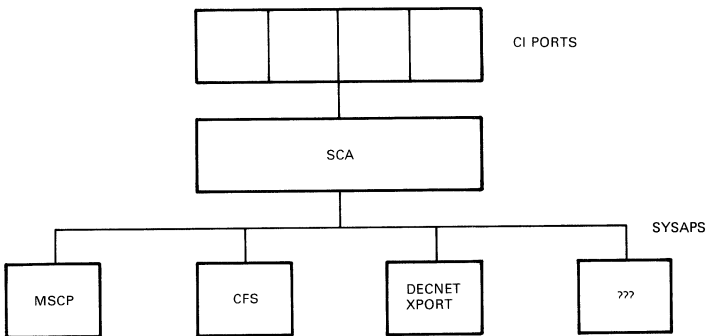 CI PORTS
SCA
SYSAPS
MSCP
CFS
DECNET
XPORT
???